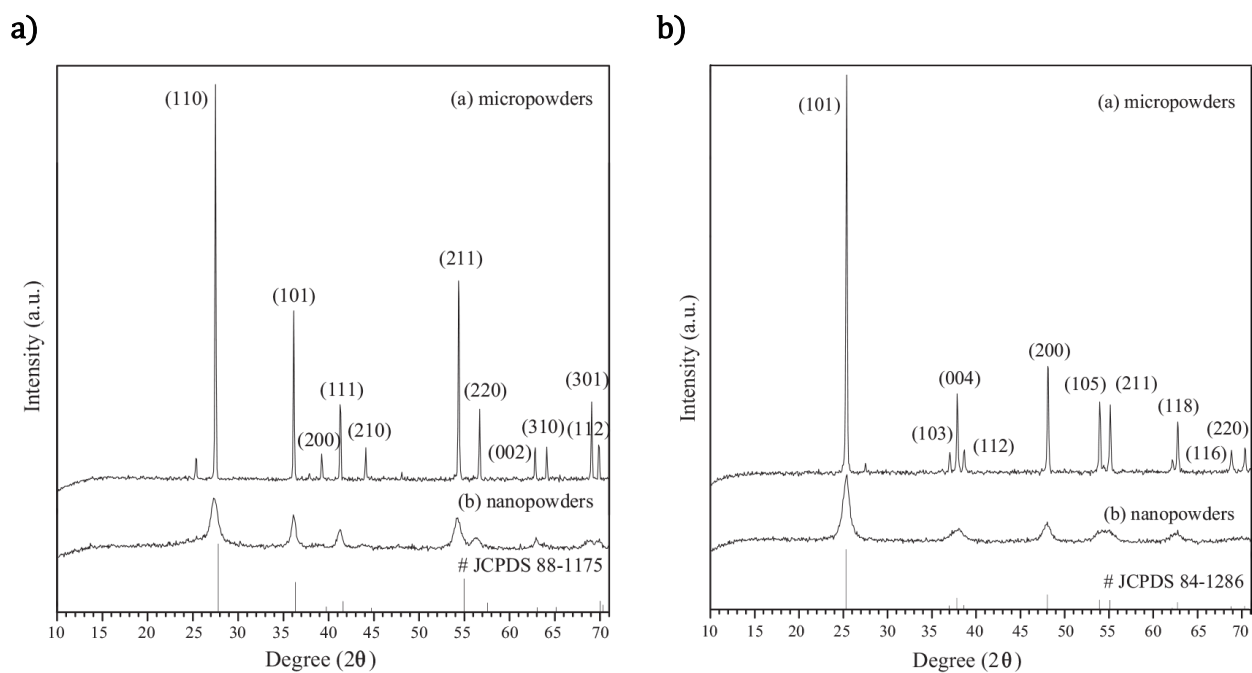 a)
(a) micropowders
(110)
(211)
(101)
(301)
(111)
(220)
(210)
(310) (112)
(200)
(002)
(b) nanopowders
# JCPDS 88-1175
Intensity (a.u.)
10 15 20 25 30 35 40 45 50 55 60 65 70
Degree (2θ)
b)
(a) micropowders
(101)
(200)
(004)
(105) (211)
(118)
(220)
(103)
(112)
(116)
(b) nanopowders
# JCPDS 84-1286
Intensity (a.u.)
10 15 20 25 30 35 40 45 50 55 60 65 70
Degree (2θ)